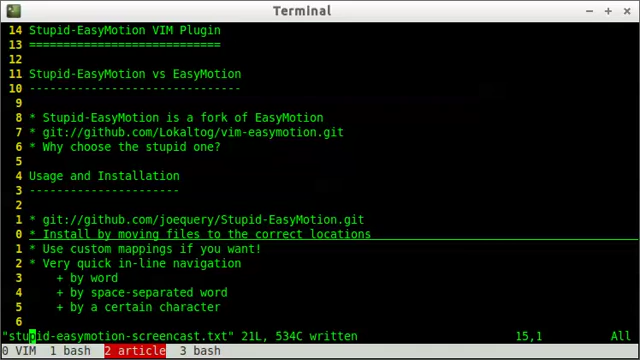 Terminal
14 Stupid-EasyMotion VIM Plugin
13 ============================
12
11 Stupid-EasyMotion vs EasyMotion
10 -------------------------------
9
8 * Stupid-EasyMotion is a fork of EasyMotion
7 * git://github.com/Lokaltog/vim-easymotion.git
6 * Why choose the stupid one?
5
4 Usage and Installation
3 ----------------------
2
1 * git://github.com/joequery/Stupid-EasyMotion.git
0 * Install by moving files to the correct locations
1 * Use custom mappings if you want!
2 * Very quick in-line navigation
3 + by word
4 + by space-separated word
5 + by a certain character
6
"stupid-easymotion-screencast.txt" 21L, 534C written 15,1 All
0 VIM 1 bash 2 article 3 bash